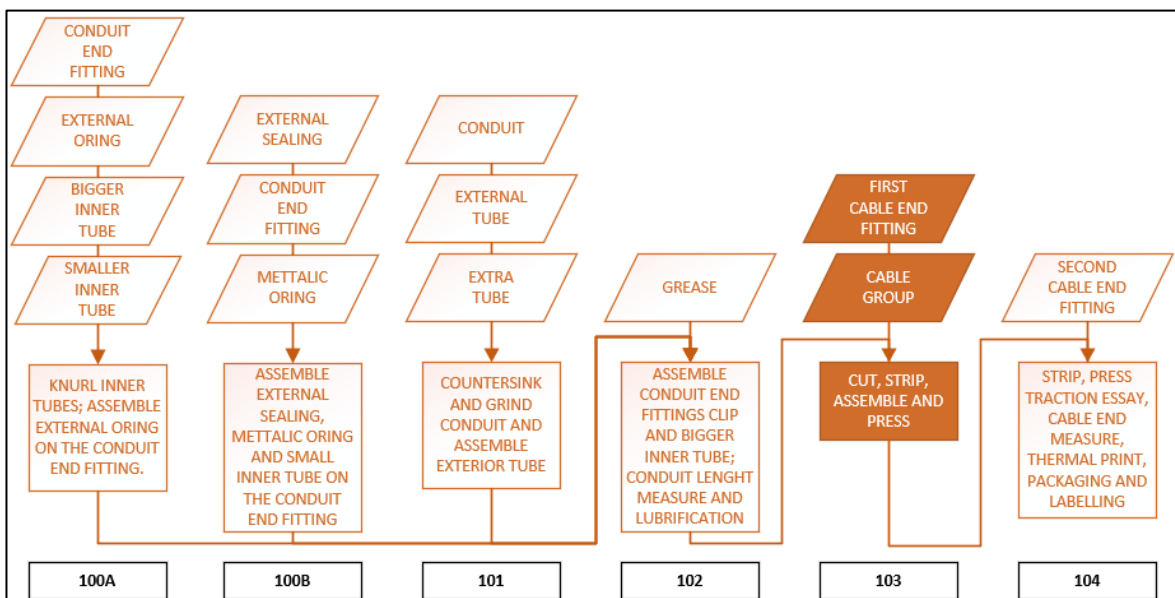 CONDUIT
END
FITTING
EXTERNAL
ORING
BIGGER
INNER
TUBE
SMALLER
INNER
TUBE
KNURL INNER
TUBES; ASSEMBLE
EXTERNAL ORING
ON THE CONDUIT
END FITTING.
100A
EXTERNAL
SEALING
CONDUIT
END
FITTING
METTALIC
ORING
ASSEMBLE
EXTERNAL
SEALING,
METTALIC ORING
AND SMALL
INNER TUBE ON
THE CONDUIT
END FITTING
100B
CONDUIT
EXTERNAL
TUBE
EXTRA
TUBE
COUNTERSINK
AND GRIND
CONDUIT AND
ASSEMBLE
EXTERIOR TUBE
101
GREASE
ASSEMBLE
CONDUIT END
FITTINGS CLIP
AND BIGGER
INNER TUBE;
CONDUIT LENGHT
MEASURE AND
LUBRIFICATION
102
FIRST
CABLE END
FITTING
CABLE
GROUP
CUT, STRIP,
ASSEMBLE AND
PRESS
103
SECOND
CABLE END
FITTING
STRIP, PRESS
TRACTION ESSAY,
CABLE END
MEASURE,
THERMAL PRINT,
PACKAGING AND
LABELLING
104